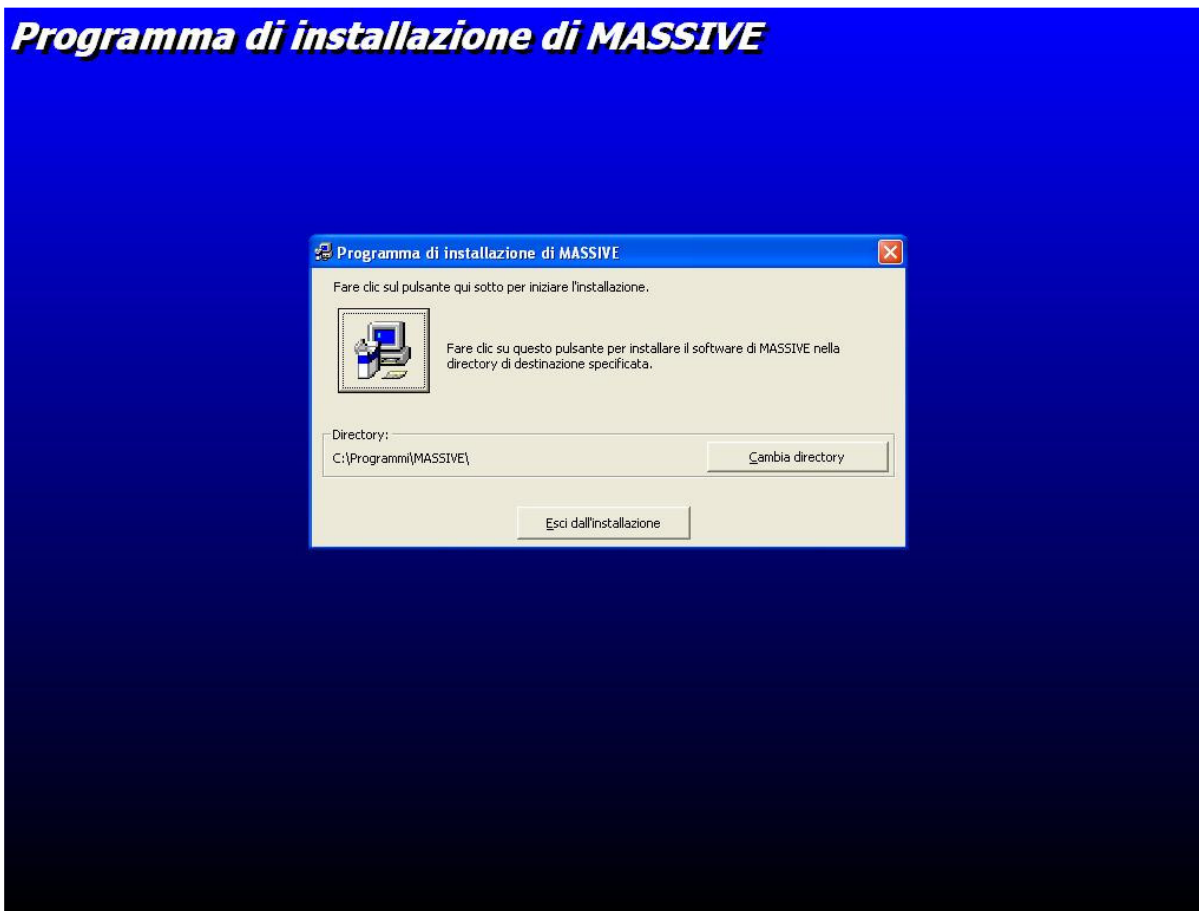 Programma di installazione di MASSIVE
Programma di installazione di MASSIVE
Fare clic sul pulsante qui sotto per iniziare l'installazione.
Fare clic su questo pulsante per installare il software di MASSIVE nella
directory di destinazione specificata.
Directory:
C:\Programmi\MASSIVE\
Cambia directory
Esci dall'installazione